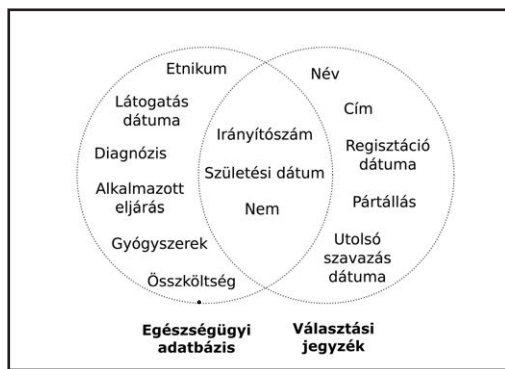 Etnikum
Látogatás
dátuma
Diagnózis
Alkalmazott
eljárás
Gyógyszerek
Összköltség
Irányítószám
Születési dátum
Nem
Név
Cím
Regisztáció
dátuma
Pártállás
Utolsó
szavazás
dátuma
Egészségügyi
adatbázis
Választási
jegyzék